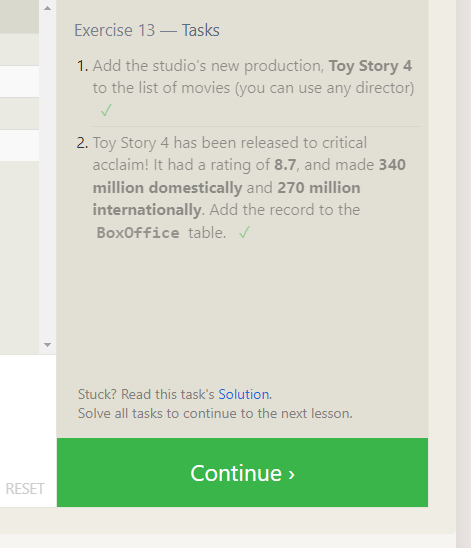 Exercise 13 — Tasks
1. Add the studio's new production, Toy Story 4
to the list of movies (you can use any director)
✓
2. Toy Story 4 has been released to critical
acclaim! It had a rating of 8.7, and made 340
million domestically and 270 million
internationally. Add the record to the
BoxOffice table. ✓
Stuck? Read this task's Solution.
Solve all tasks to continue to the next lesson.
RESET
Continue ›